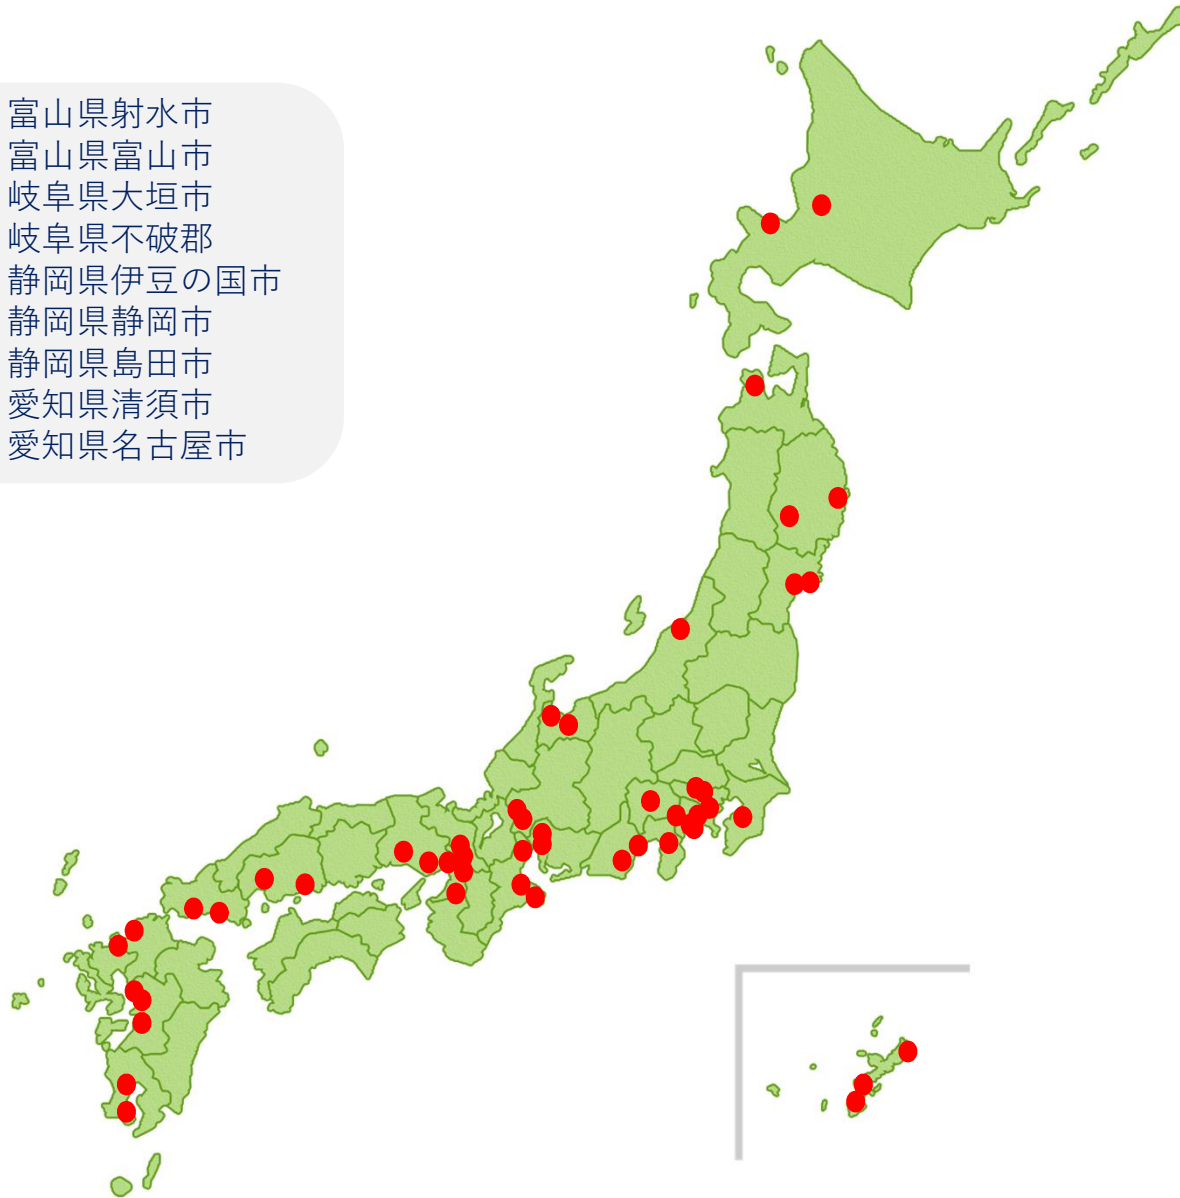 富山県射水市
富山県富山市
岐阜県大垣市
岐阜県不破郡
静岡県伊豆の国市
静岡県静岡市
静岡県島田市
愛知県清須市
愛知県名古屋市